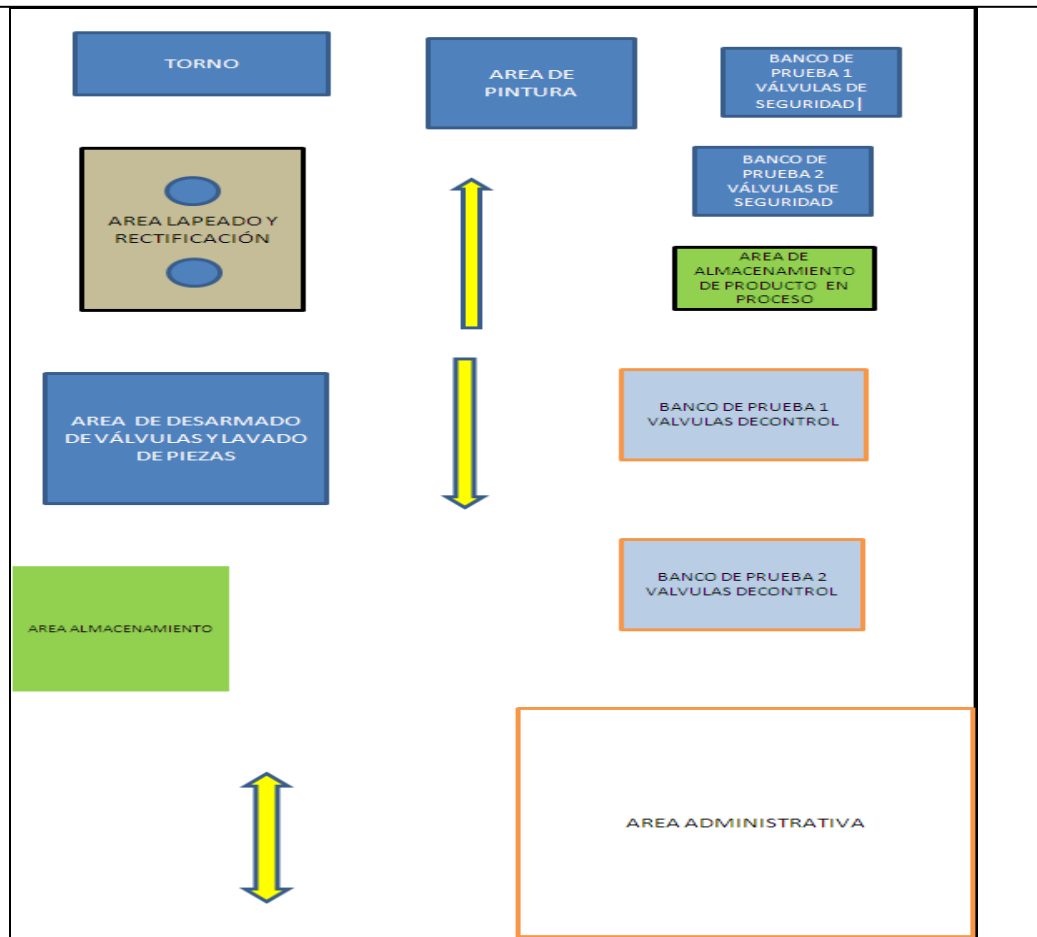 TORNO
AREA DE
PINTURA
BANCO DE
PRUEBA 1
VÁLVULAS DE
SEGURIDAD|
BANCO DE
PRUEBA 2
VÁLVULAS DE
SEGURIDAD
AREA LAPEADO Y
RECTIFICACIÓN
AREA DE
ALMACENAMIENTO
DE PRODUCTO EN
PROCESO
AREA DE DESARMADO
DE VÁLVULAS Y LAVADO
DE PIEZAS
BANCO DE PRUEBA 1
VALVULAS DECONTROL
BANCO DE PRUEBA 2
VALVULAS DECONTROL
AREA ALMACENAMIENTO
AREA ADMINISTRATIVA